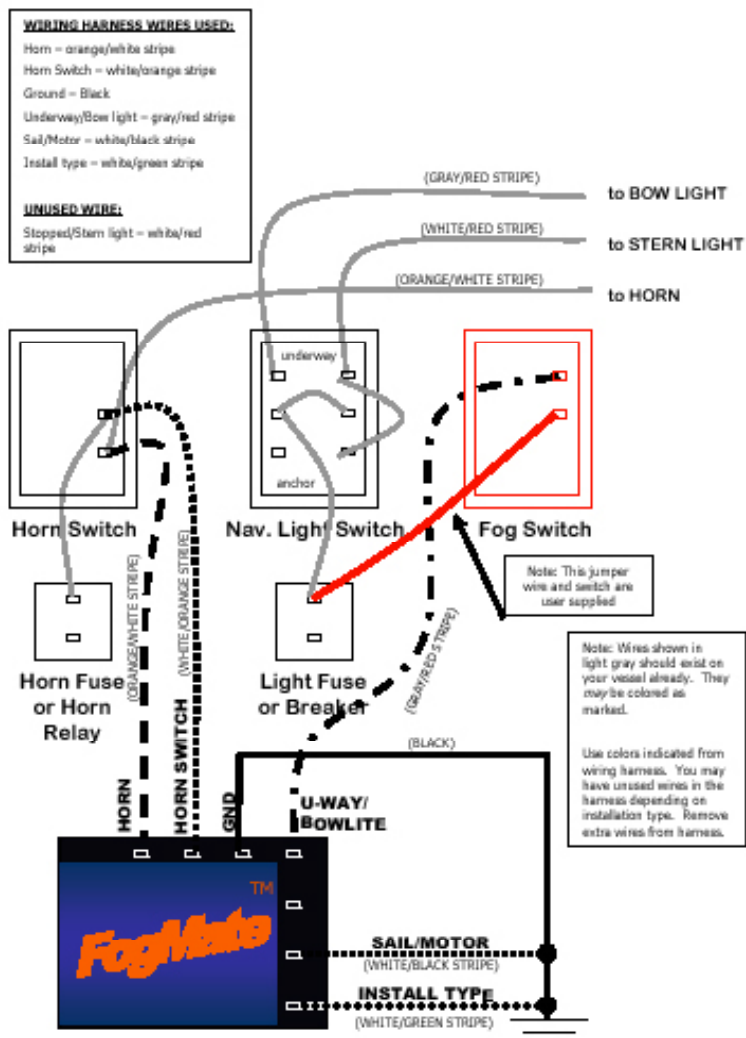 WIRING HARNESS WIRES USED:
Horn – orange/white stripe
Horn Switch – white/orange stripe
Ground – Black
Underway/Bow light – gray/red stripe
Sail/Motor – white/black stripe
Install type – white/green stripe
UNUSED WIRE:
Stopped/Stern light – white/red
stripe
(GRAY/RED STRIPE)
to BOW LIGHT
(WHITE/RED STRIPE)
to STERN LIGHT
(ORANGE/WHITE STRIPE)
to HORN
underway
anchor
Horn Switch
Nav. Light Switch
Fog Switch
Note: This jumper
wire and switch are
user supplied
Horn Fuse
or Horn
Relay
Light Fuse
or Breaker
(ORANGE/WHITE STRIPE)
(WHITE/ORANGE STRIPE)
(GRAY/RED STRIPE)
Note: Wires shown in
light gray should exist on
your vessel already. They
may be colored as
marked.
Use colors indicated from
wiring harness. You may
have unused wires in the
harness depending on
installation type. Remove
extra wires from harness.
(BLACK)
HORN
HORN SWITCH
GND
U-WAY/
BOWLITE
TM
FogMate
SAIL/MOTOR
(WHITE/BLACK STRIPE)
INSTALL TYPE
(WHITE/GREEN STRIPE)